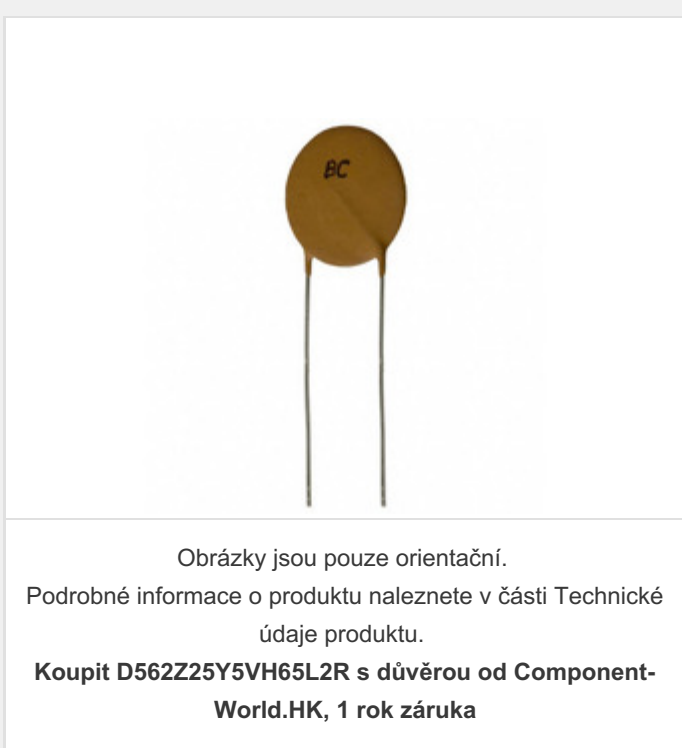 BC
Obrázky jsou pouze orientační.
Podrobné informace o produktu naleznete v části Technické
údaje produktu.
Koupit D562Z25Y5VH65L2R s důvěrou od Component-
World.HK, 1 rok záruka